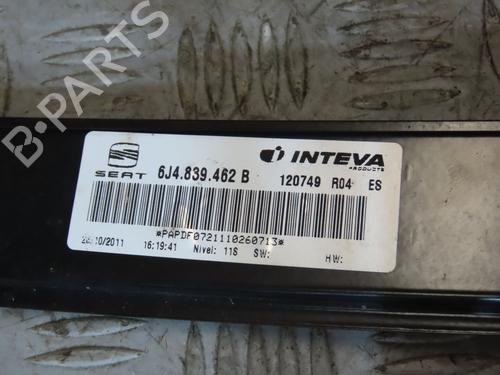 B-PARTS
SEAT
6J4.839.462 B
INTEVA
PRODUCTS
120749 R04 ES
*PAPDF0721110260713*
26/10/2011 16:19:41 Nivel: 11S SW: HW: